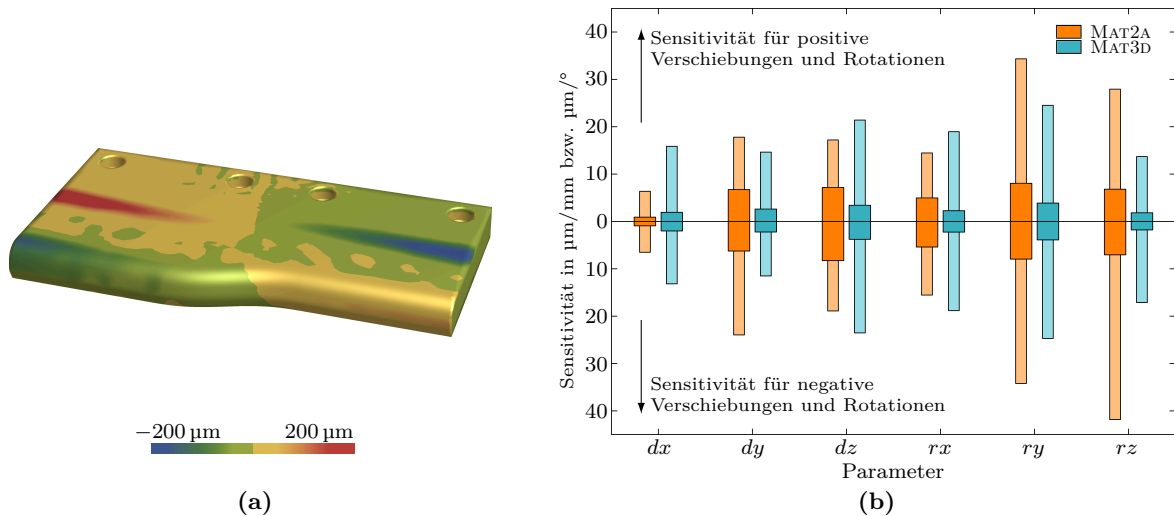 −200 µm 200 µm
(a)
Sensitivität in µm/mm bzw. µm/°
40
30
20
10
0
10
20
30
40
Sensitivität für positive
Verschiebungen und Rotationen
Mat2a
Mat3d
Sensitivität für negative
Verschiebungen und Rotationen
dx dy dz rx ry rz
Parameter
(b)